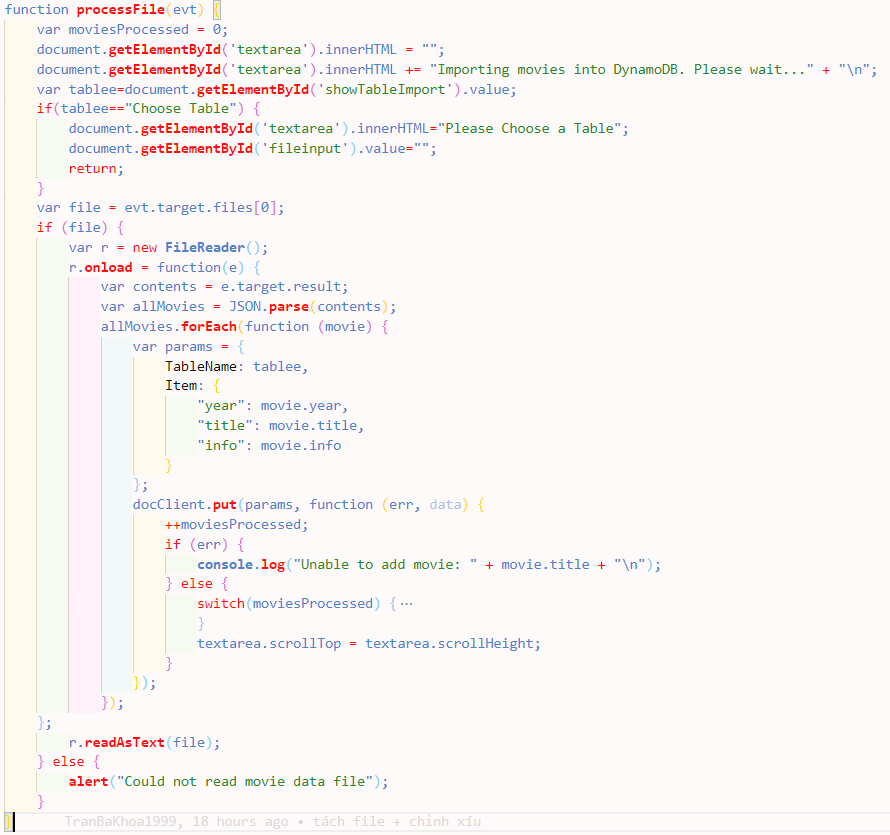 function processFile(evt) {
    var moviesProcessed = 0;
    document.getElementById('textarea').innerHTML = "";
    document.getElementById('textarea').innerHTML += "Importing movies into DynamoDB. Please wait..." + "\n";
    var tablee=document.getElementById('showTableImport').value;
    if(tablee=="Choose Table") {
        document.getElementById('textarea').innerHTML="Please Choose a Table";
        document.getElementById('fileinput').value="";
        return;
    }
    var file = evt.target.files[0];
    if (file) {
        var r = new FileReader();
        r.onload = function(e) {
            var contents = e.target.result;
            var allMovies = JSON.parse(contents);
            allMovies.forEach(function (movie) {
                var params = {
                    TableName: tablee,
                    Item: {
                        "year": movie.year,
                        "title": movie.title,
                        "info": movie.info
                    }
                };
                docClient.put(params, function (err, data) {
                    ++moviesProcessed;
                    if (err) {
                        console.log("Unable to add movie: " + movie.title + "\n");
                    } else {
                        switch(moviesProcessed) {⋯
                        }
                        textarea.scrollTop = textarea.scrollHeight;
                    }
                });
            });
    };
        r.readAsText(file);
    } else {
        alert("Could not read movie data file");
    }
}      TranBaKhoa1999, 18 hours ago • tách file + chỉnh xíu